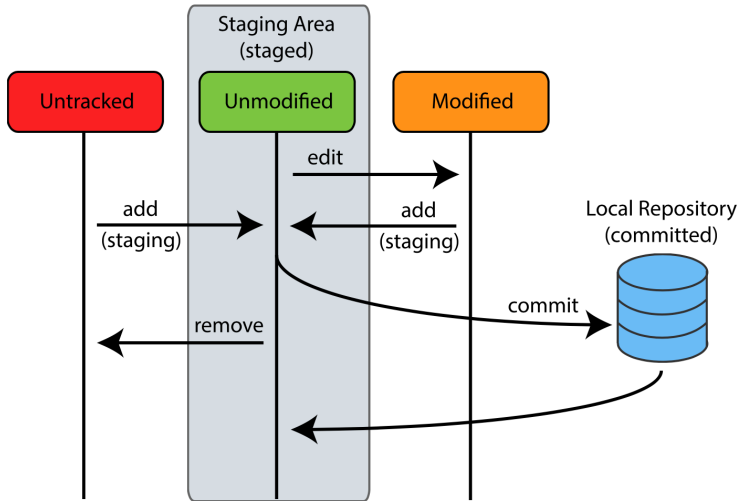 Staging Area
(staged)
Untracked
Unmodified
Modified
edit
add
(staging)
add
(staging)
Local Repository
(committed)
commit
remove